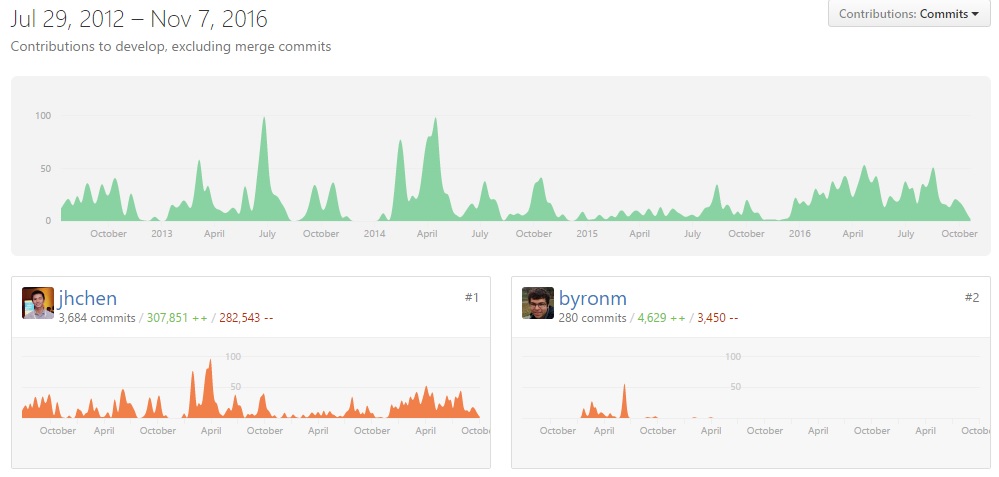 Jul 29, 2012 – Nov 7, 2016
Contributions: Commits
Contributions to develop, excluding merge commits
100
50
0
October 2013 April July October 2014 April July October 2015 April July October 2016 April July October
jhchen #1
3,684 commits / 307,851 ++ / 282,543 --
100
50
October April October April October April October April Octob
byronm #2
280 commits / 4,629 ++ / 3,450 --
100
50
October April October April October April October April Octob